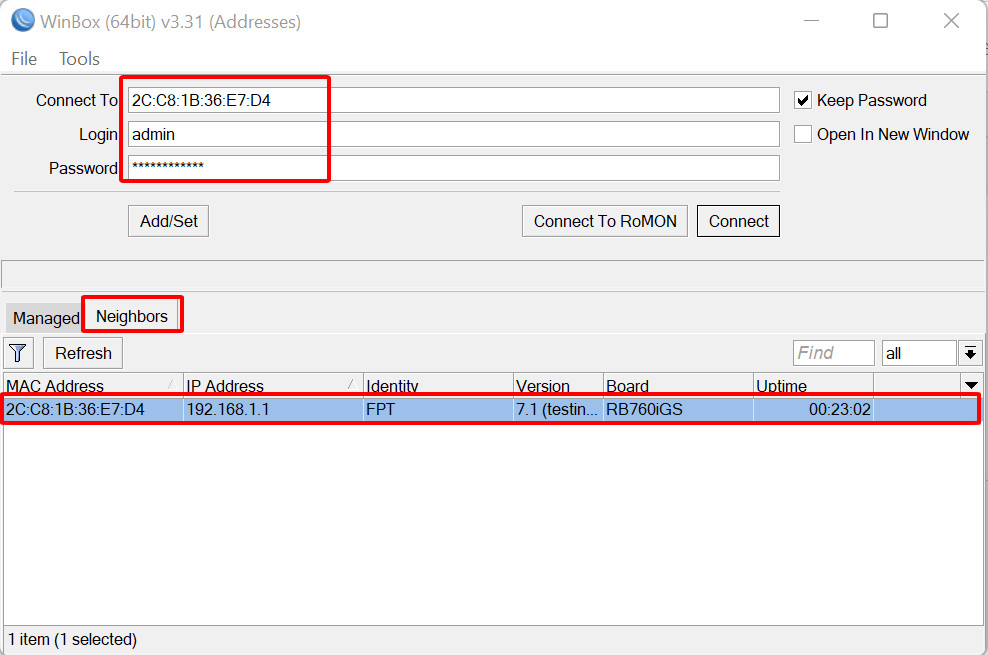 WinBox (64bit) v3.31 (Addresses)
File Tools
Connect To 2C:C8:1B:36:E7:D4 Keep Password
Login admin Open In New Window
Password ************
Add/Set Connect To RoMON Connect
Managed Neighbors
Refresh Find all
MAC Address IP Address Identity Version Board Uptime
2C:C8:1B:36:E7:D4 192.168.1.1 FPT 7.1 (testin... RB760iGS 00:23:02
1 item (1 selected)